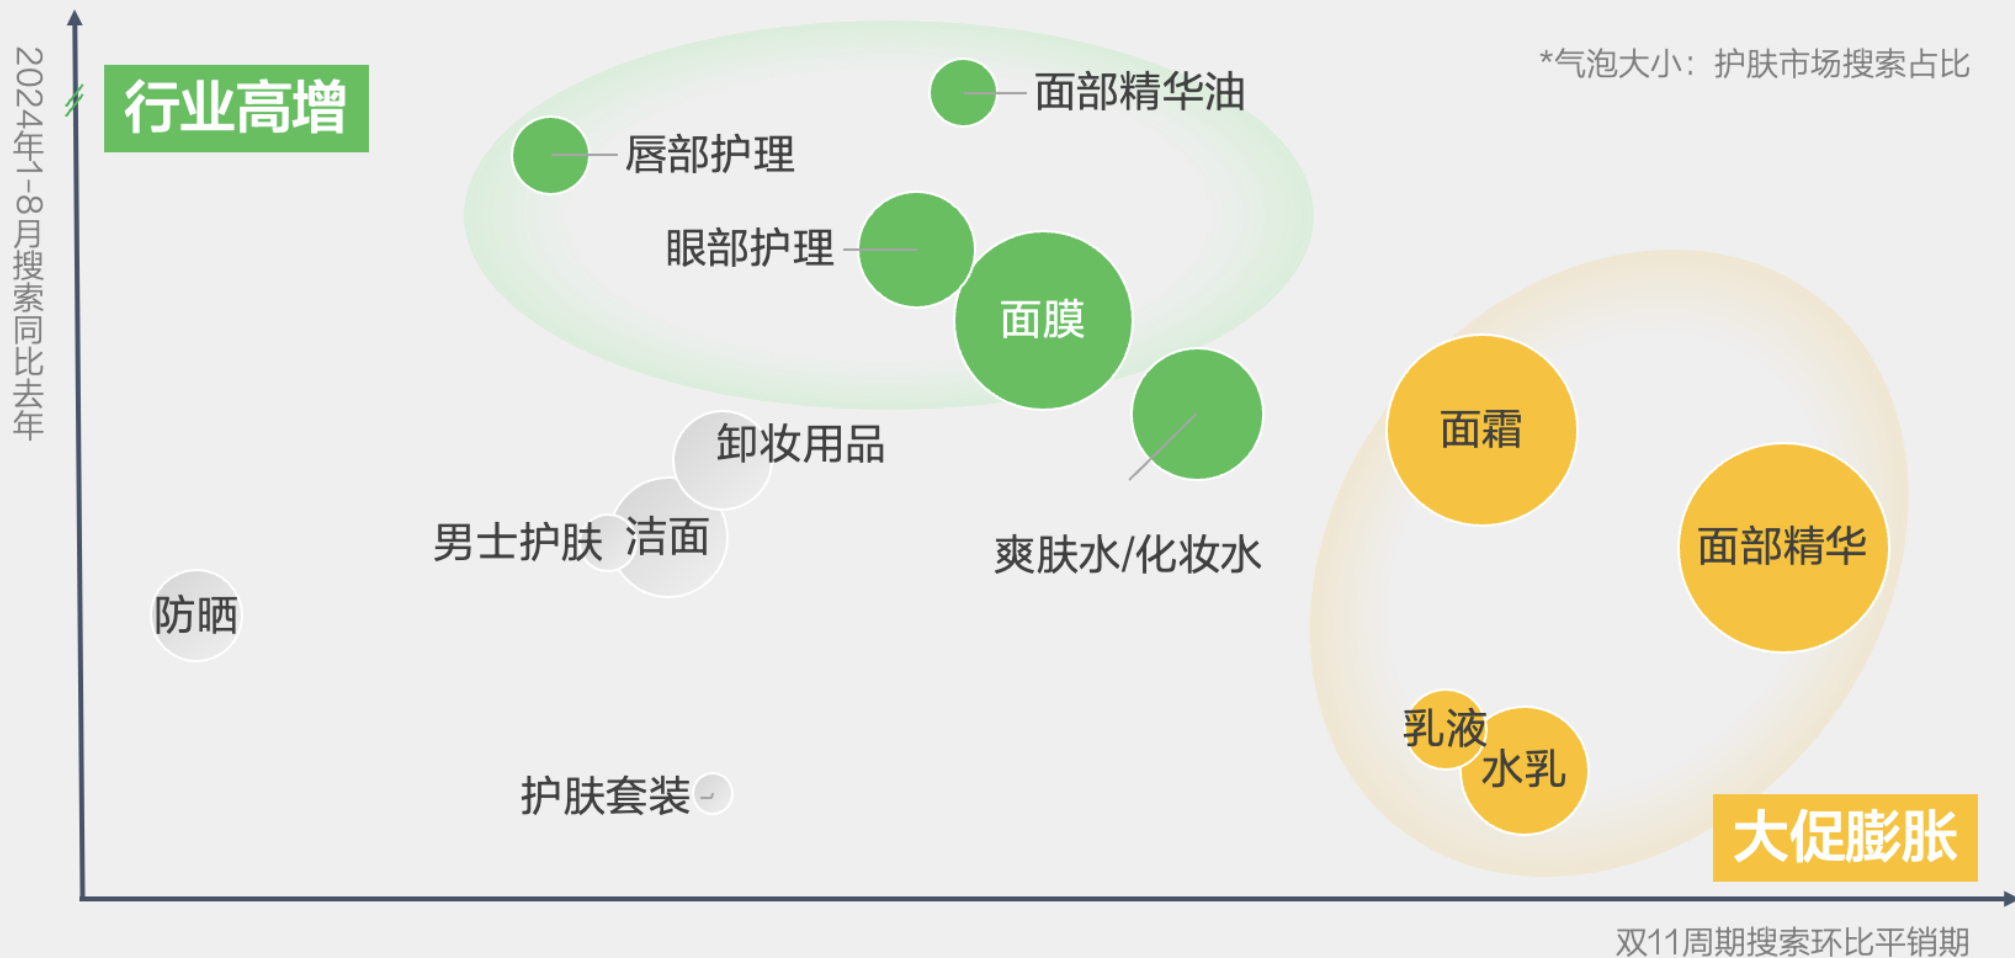 2024年1-8月搜索同比去年
行业高增
*气泡大小：护肤市场搜索占比
面部精华油
唇部护理
眼部护理
面膜
卸妆用品
面霜
男士护肤
洁面
爽肤水/化妆水
面部精华
防晒
乳液
水乳
护肤套装
大促膨胀
双11周期搜索环比平销期